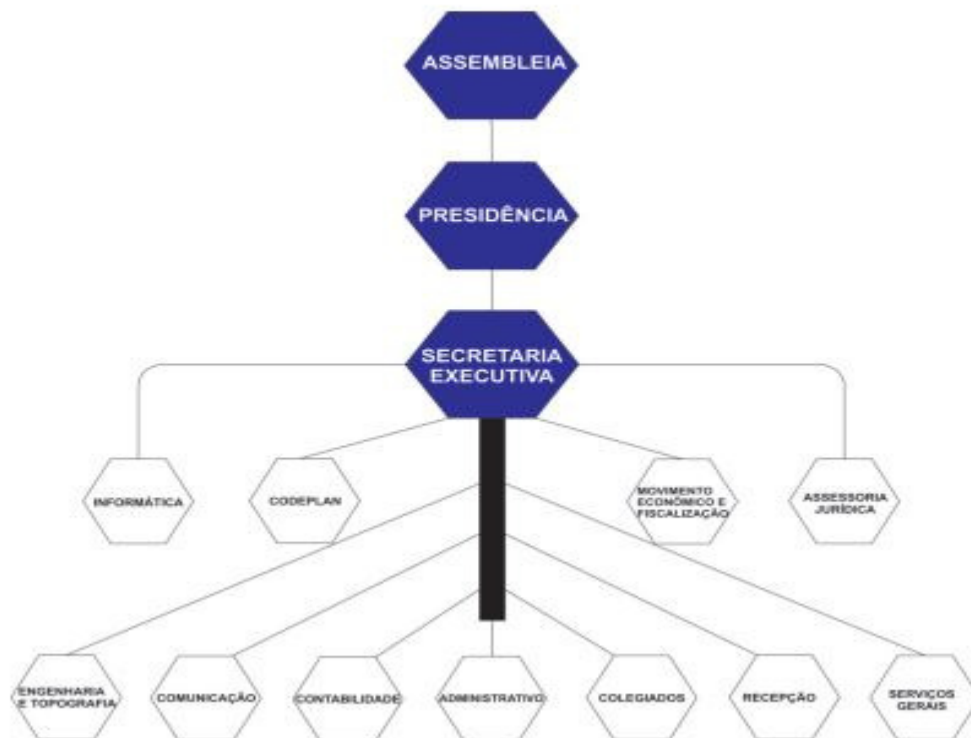 ASSEMBLEIA
PRESIDÊNCIA
SECRETARIA
EXECUTIVA
INFORMÁTICA
CODEPLAN
MOVIMENTO
ECONÔMICO E
FISCALIZAÇÃO
ASSESSORIA
JURÍDICA
ENGENHARIA
E TOPOGRAFIA
COMUNICAÇÃO
CONTABILIDADE
ADMINISTRATIVO
COLEGIADOS
RECEPÇÃO
SERVIÇOS
GERAIS